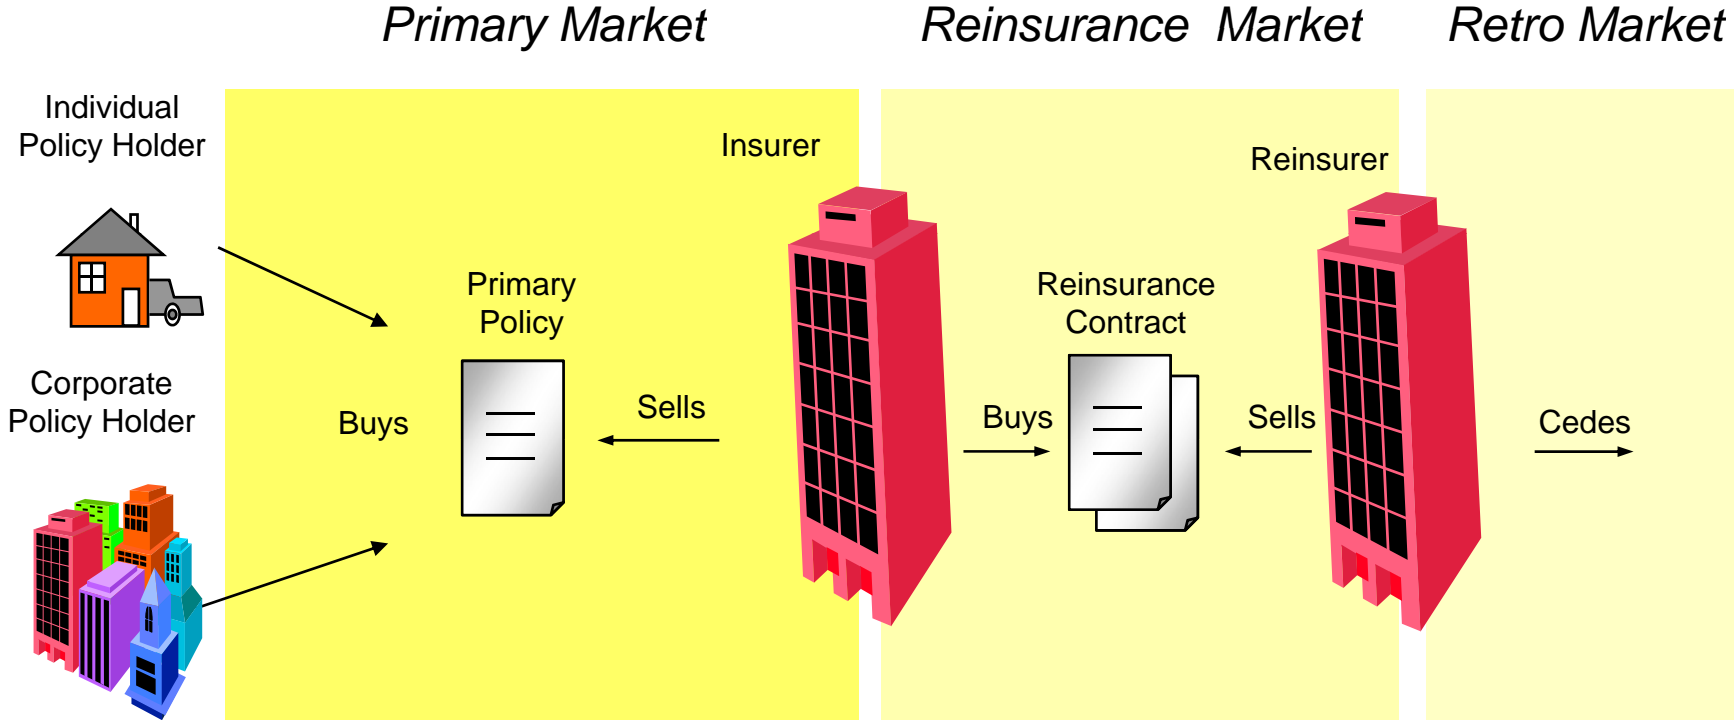 Primary Market
Reinsurance Market
Retro Market
Individual
Policy Holder
Corporate
Policy Holder
Buys
Primary
Policy
Sells
Insurer
Buys
Reinsurance
Contract
Sells
Reinsurer
Cedes